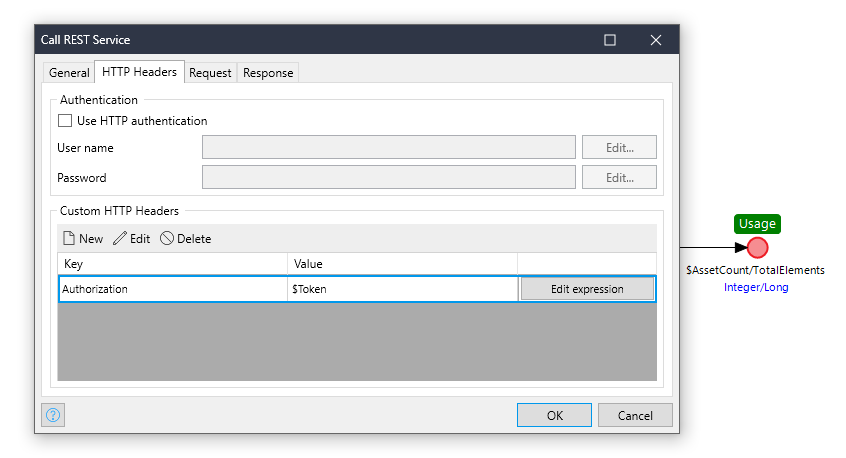 Call REST Service
General HTTP Headers Request Response
Authentication
Use HTTP authentication
User name Edit...
Password Edit...
Custom HTTP Headers
New Edit Delete
Key Value
Authorization $Token Edit expression
? OK Cancel
Usage
$AssetCount/TotalElements
Integer/Long